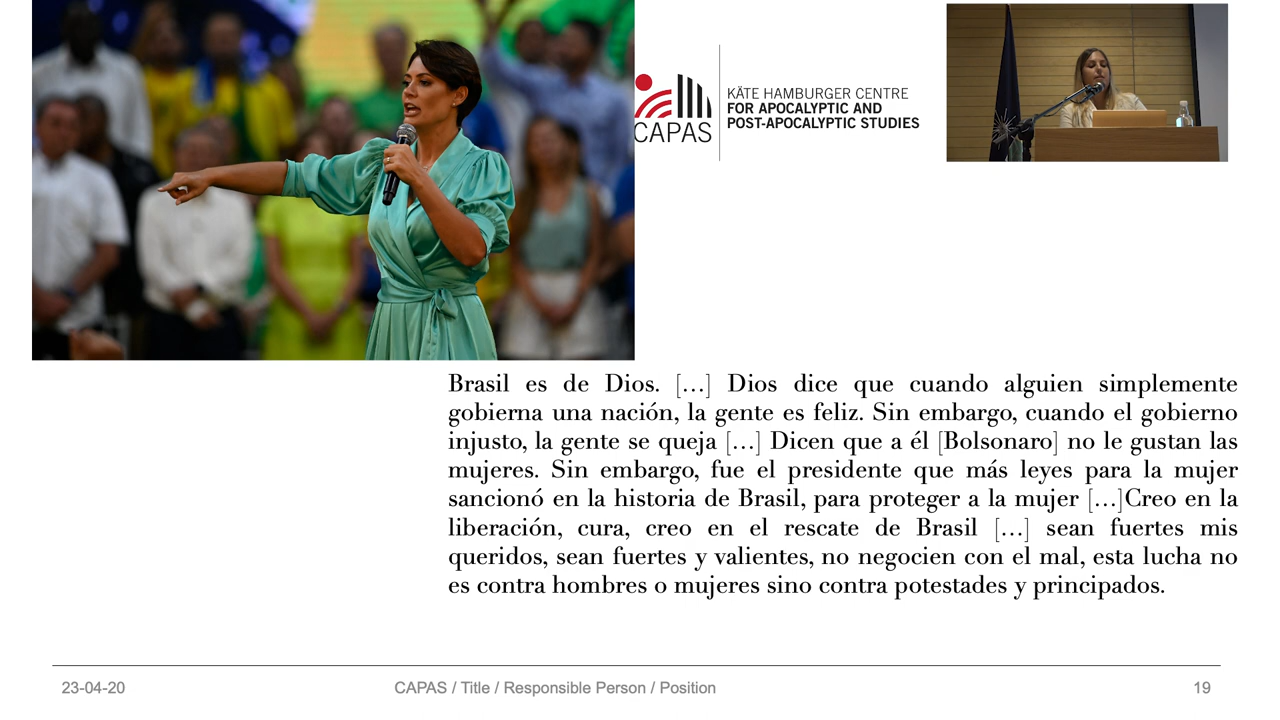 CAPAS
KÄTE HAMBURGER CENTRE
FOR APOCALYPTIC AND
POST-APOCALYPTIC STUDIES
Brasil es de Dios. [...] Dios dice que cuando alguien simplemente
gobierna una nación, la gente es feliz. Sin embargo, cuando el gobierno
injusto, la gente se queja [...] Dicen que a él [Bolsonaro] no le gustan las
mujeres. Sin embargo, fue el presidente que más leyes para la mujer
sancionó en la historia de Brasil, para proteger a la mujer [...]Creo en la
liberación, cura, creo en el rescate de Brasil [...] sean fuertes mis
queridos, sean fuertes y valientes, no negocien con el mal, esta lucha no
es contra hombres o mujeres sino contra potestades y principados.
23-04-20
CAPAS / Title / Responsible Person / Position
19